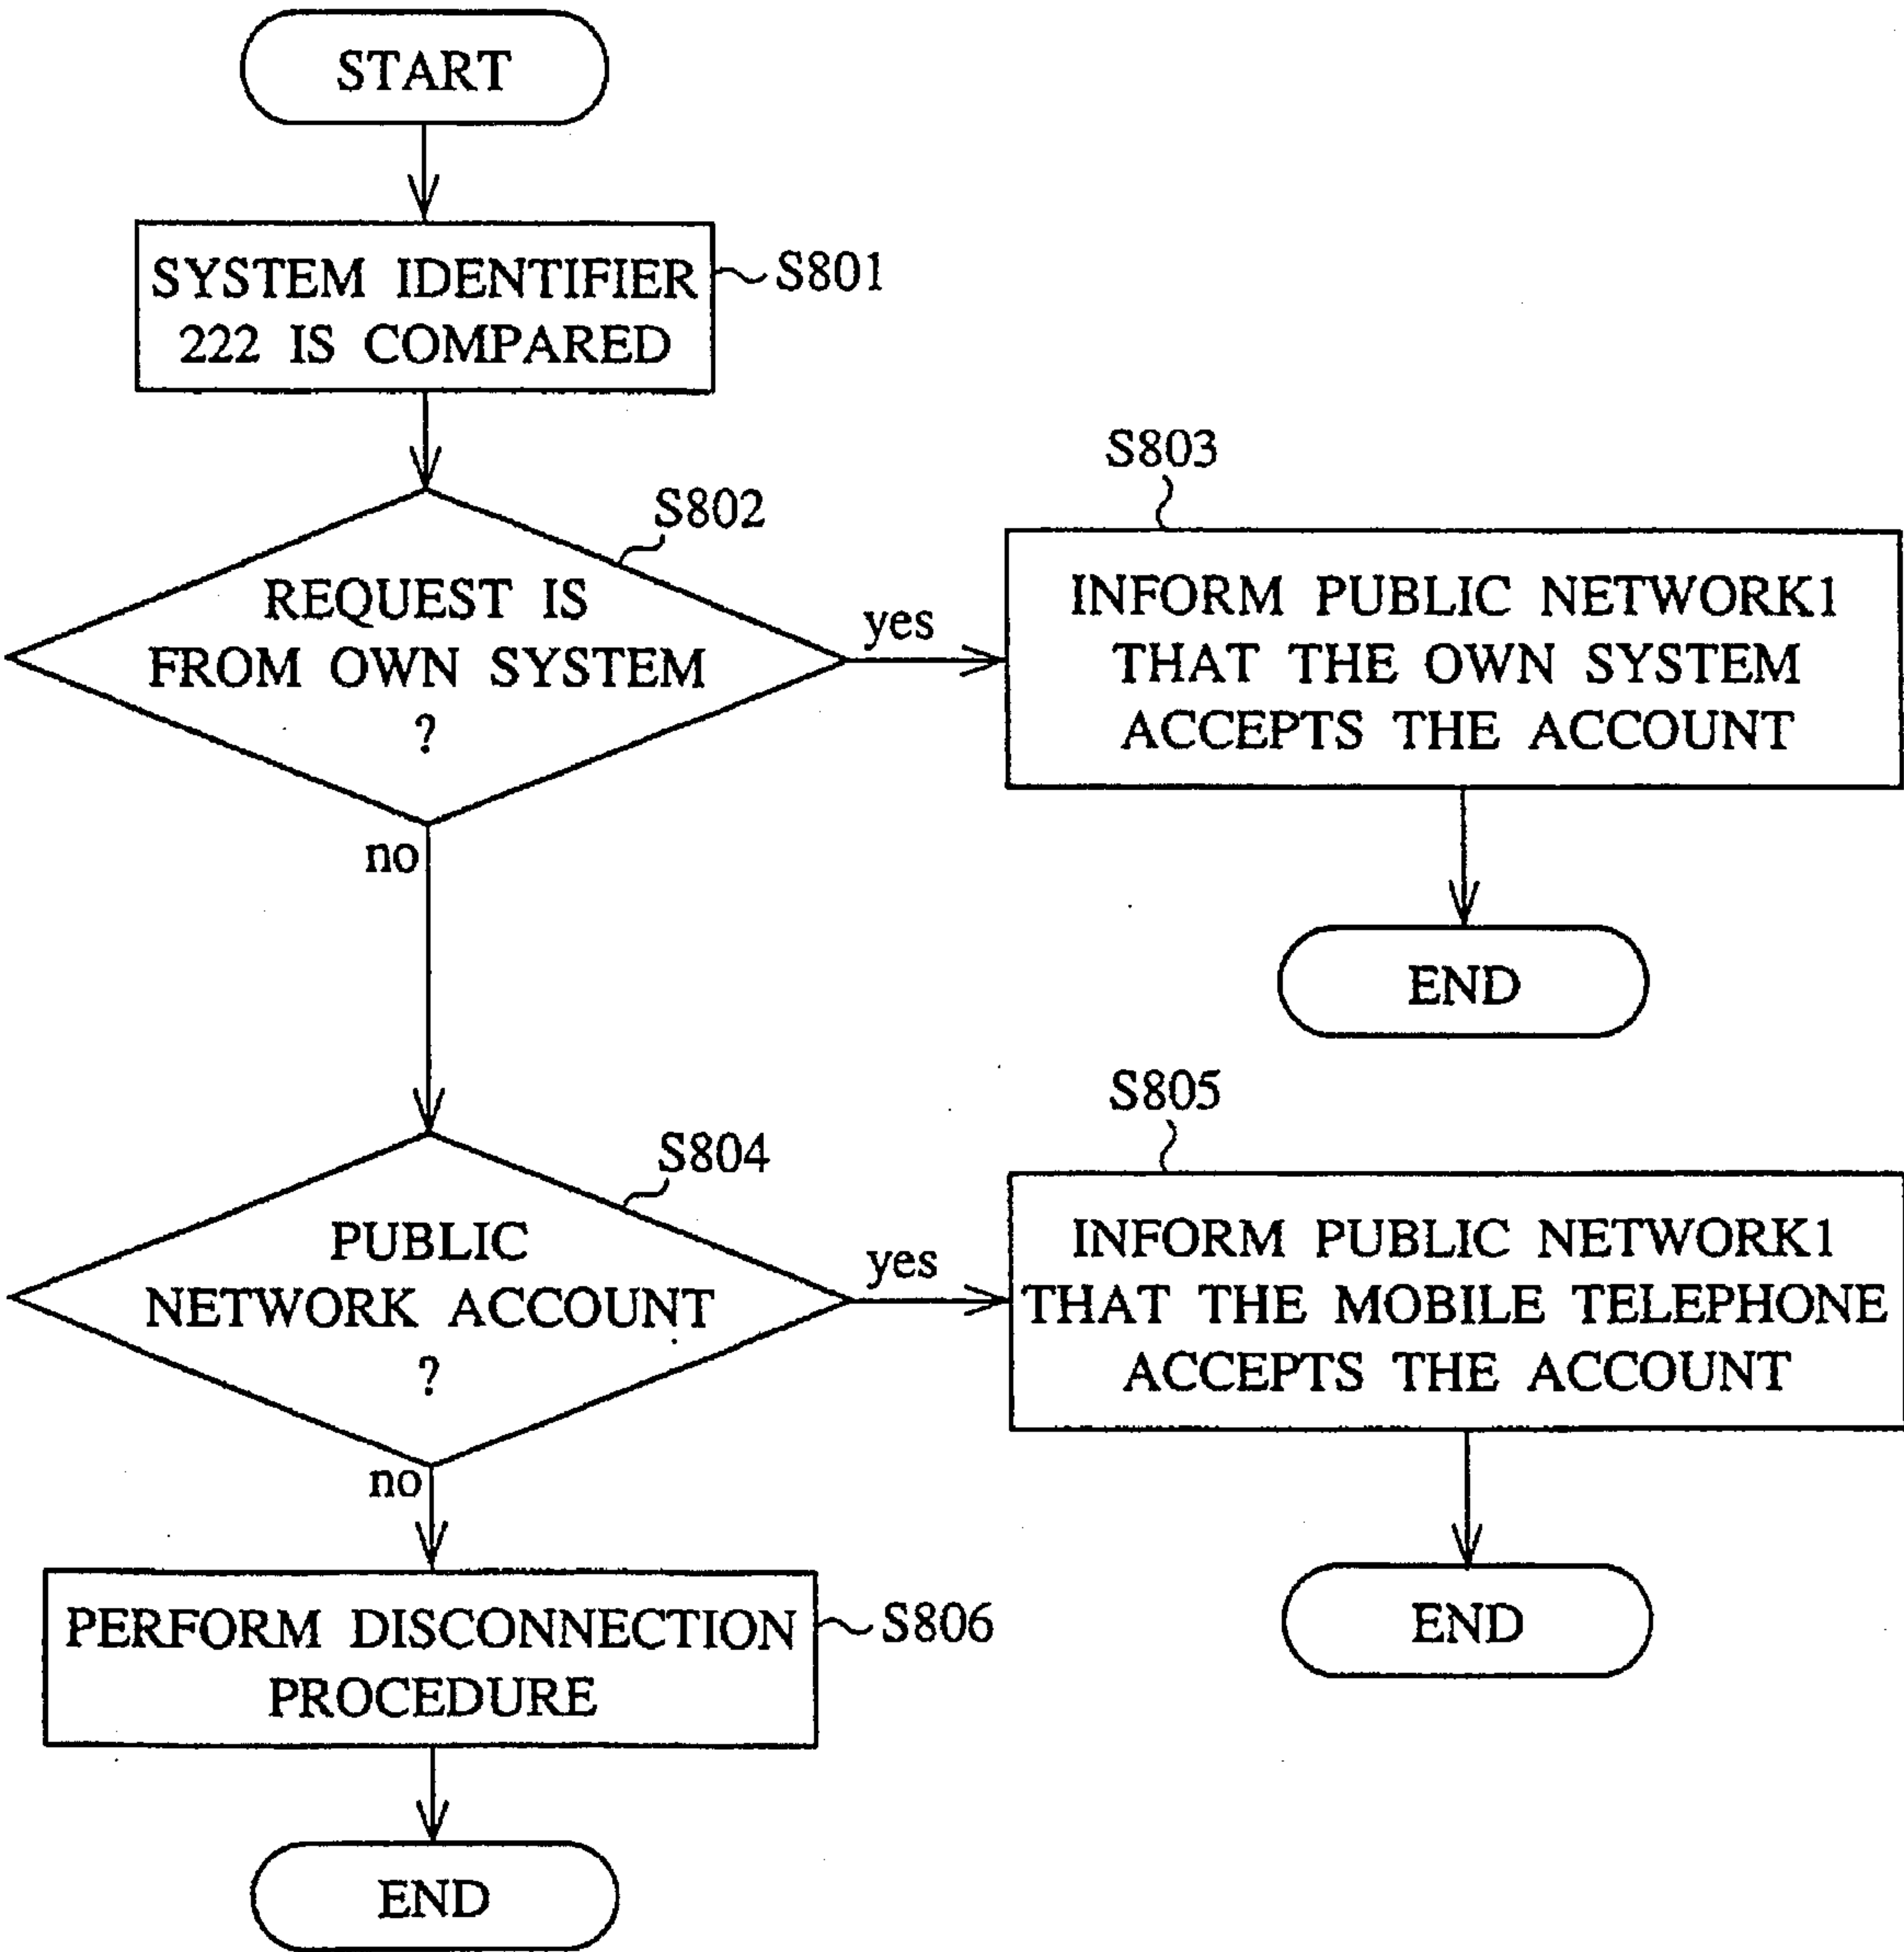 START
SYSTEM IDENTIFIER
222 IS COMPARED
S801
S802
REQUEST IS
FROM OWN SYSTEM
?
yes
no
S803
INFORM PUBLIC NETWORK1
THAT THE OWN SYSTEM
ACCEPTS THE ACCOUNT
END
S804
PUBLIC
NETWORK ACCOUNT
?
yes
no
S805
INFORM PUBLIC NETWORK1
THAT THE MOBILE TELEPHONE
ACCEPTS THE ACCOUNT
END
PERFORM DISCONNECTION
PROCEDURE
S806
END